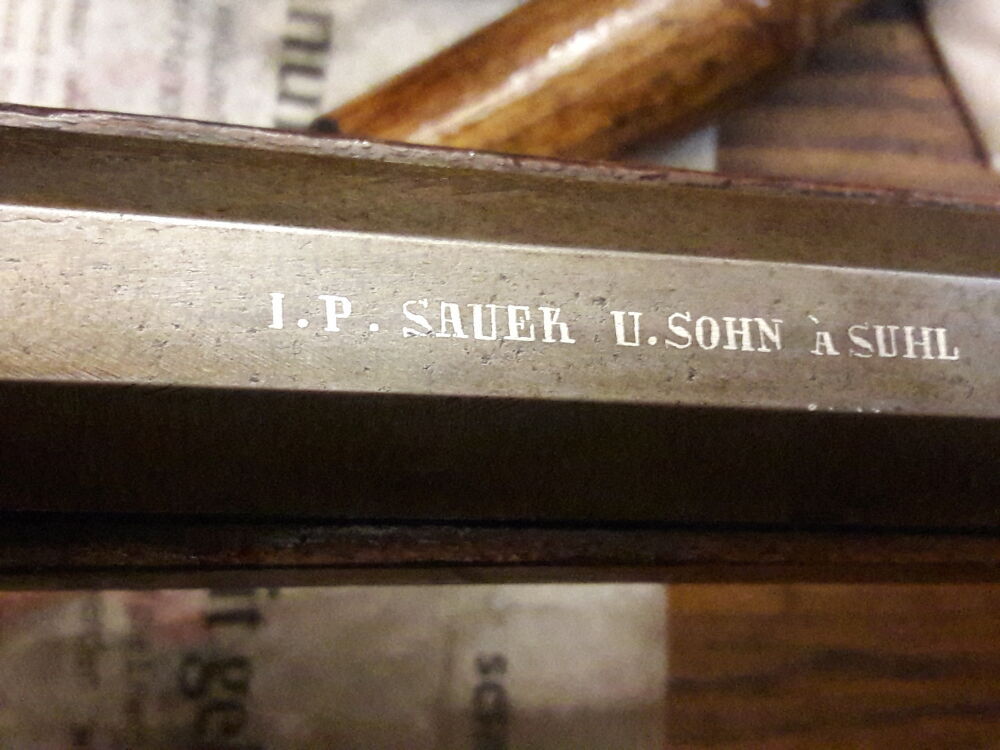 I.P. SAUER U. SOHN À SUHL